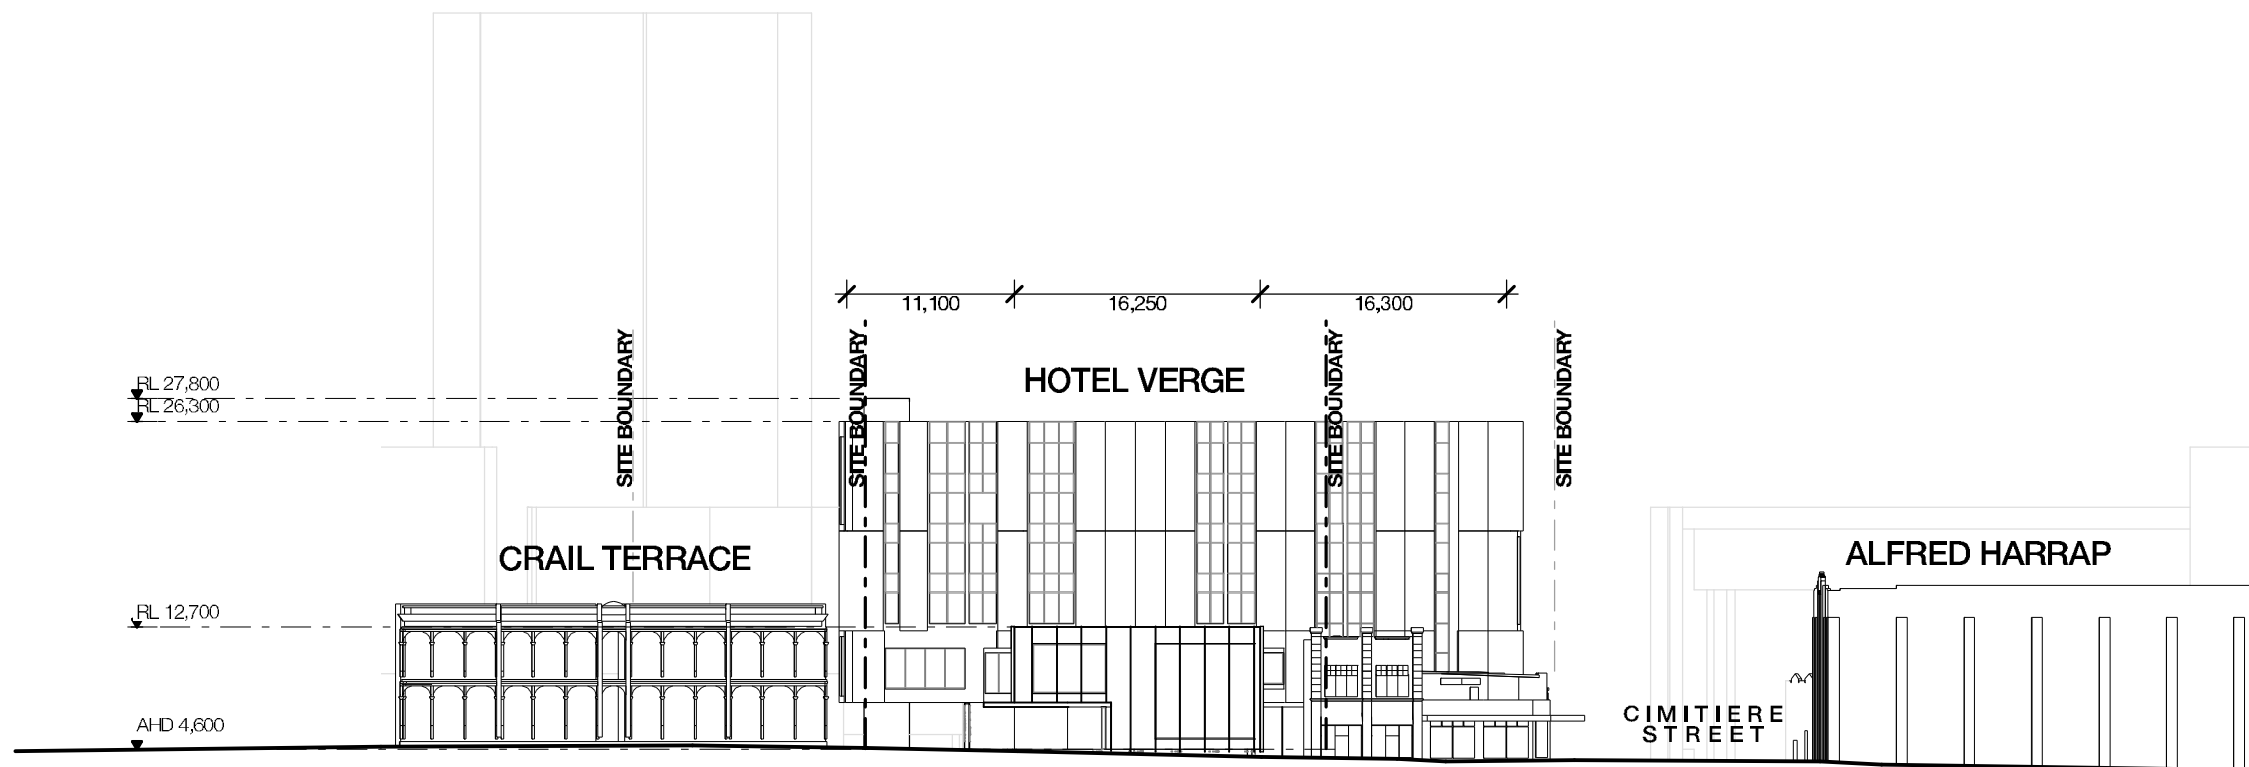 11,100 16,250 16,300
SITE BOUNDARY
SITE BOUNDARY
SITE BOUNDARY
SITE BOUNDARY
HOTEL VERGE
RL 27,800
RL 26,300
CRAIL TERRACE
ALFRED HARRAP
RL 12,700
CIMITIERE
STREET
AHD 4,600